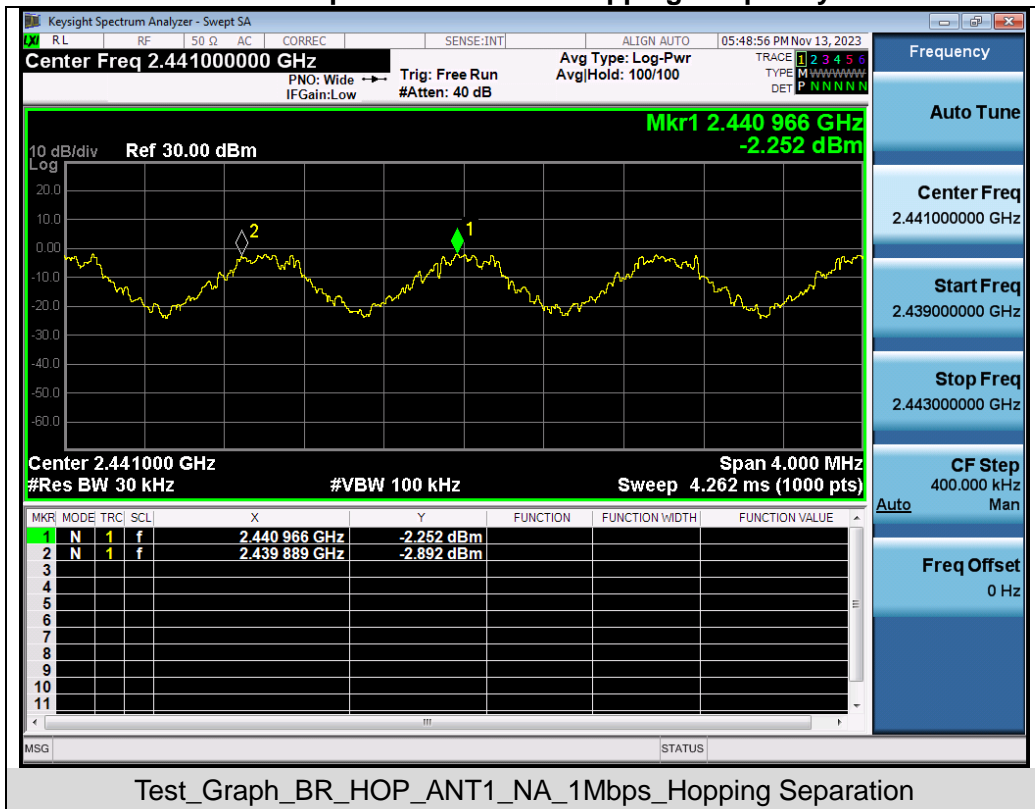 Keysight Spectrum Analyzer - Swept SA
LXI RL RF 50 Ω AC CORREC SENSE:INT ALIGN AUTO 05:48:56 PM Nov 13, 2023
Center Freq 2.441000000 GHz
PNO: Wide
IFGain:Low
Trig: Free Run
#Atten: 40 dB
Avg Type: Log-Pwr
Avg|Hold: 100/100
TRACE 1 2 3 4 5 6
TYPE M WWWWW
DET P N N N N N
Mkr1 2.440 966 GHz
-2.252 dBm
10 dB/div Ref 30.00 dBm
Log
20.0
10.0
0.00
-10.0
-20.0
-30.0
-40.0
-50.0
-60.0
2
1
Center 2.441000 GHz Span 4.000 MHz
#Res BW 30 kHz #VBW 100 kHz Sweep 4.262 ms (1000 pts)
MKR MODE TRC SCL X Y FUNCTION FUNCTION WIDTH FUNCTION VALUE
1 N 1 f 2.440 966 GHz -2.252 dBm
2 N 1 f 2.439 889 GHz -2.892 dBm
3
4
5
6
7
8
9
10
11
MSG STATUS
Frequency
Auto Tune
Center Freq
2.441000000 GHz
Start Freq
2.439000000 GHz
Stop Freq
2.443000000 GHz
CF Step
400.000 kHz
Auto Man
Freq Offset
0 Hz
Test_Graph_BR_HOP_ANT1_NA_1Mbps_Hopping Separation